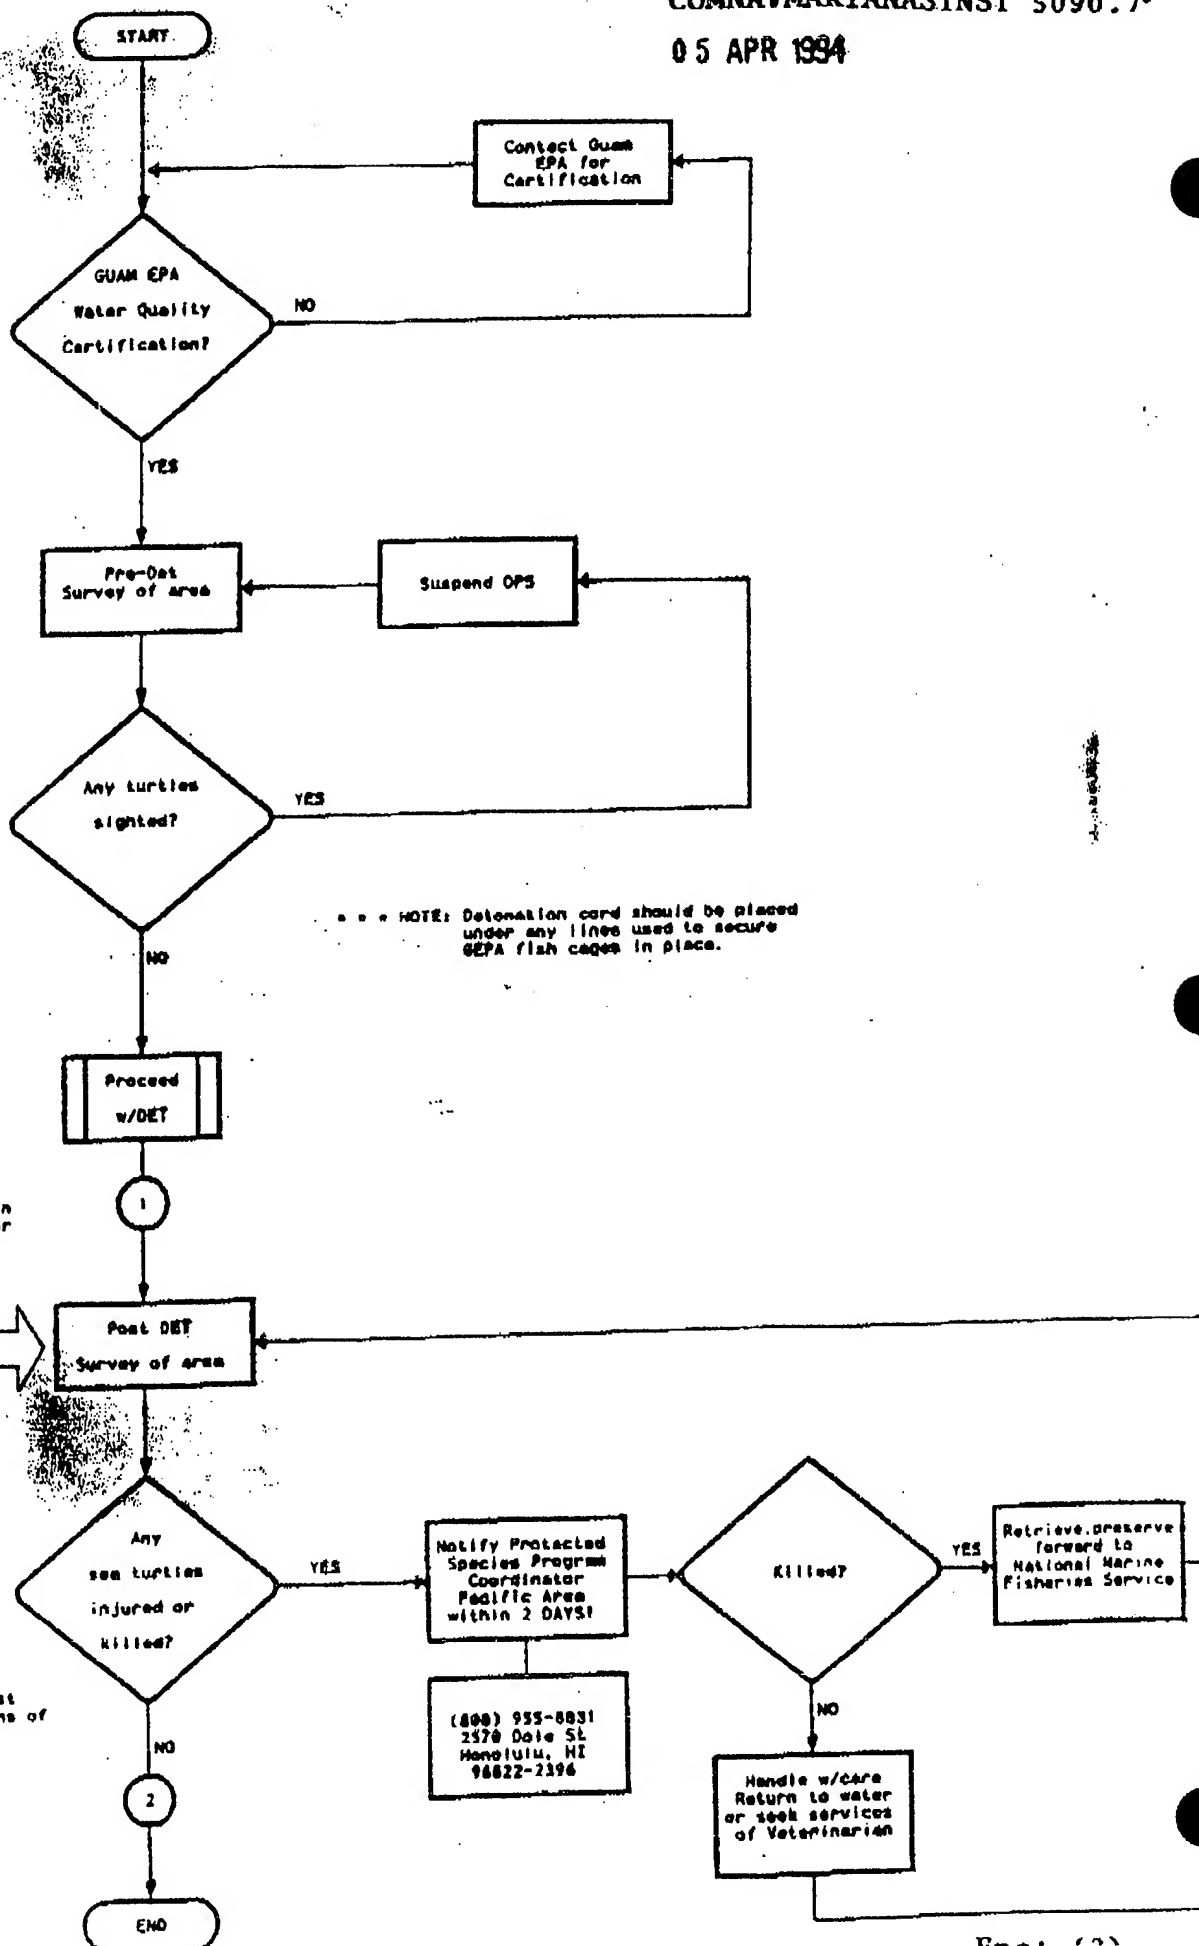 COMNAVMARIANASINST 5090.7
05 APR 1994
START
Contact Guam
EPA for
Certification
GUAM EPA
Water Quality
Certification?
NO
YES
Pre-Det
Survey of area
Suspend OPS
Any turtles
sighted?
YES
* * * NOTE: Detonation cord should be placed
under any lines used to secure
GEPA fish cages in place.
NO
Proceed
w/DET
1
Post DET
Survey of area
Any
sea turtles
injured or
killed?
YES
Notify Protected
Species Program
Coordinator
Pacific Area
within 2 DAYS!
Killed?
YES
Retrieve, preserve
forward to
National Marine
Fisheries Service
(808) 955-8831
2570 Dole St
Honolulu, HI
96822-2396
NO
Handle w/care
Return to water
or seek services
of Veterinarian
NO
2
END